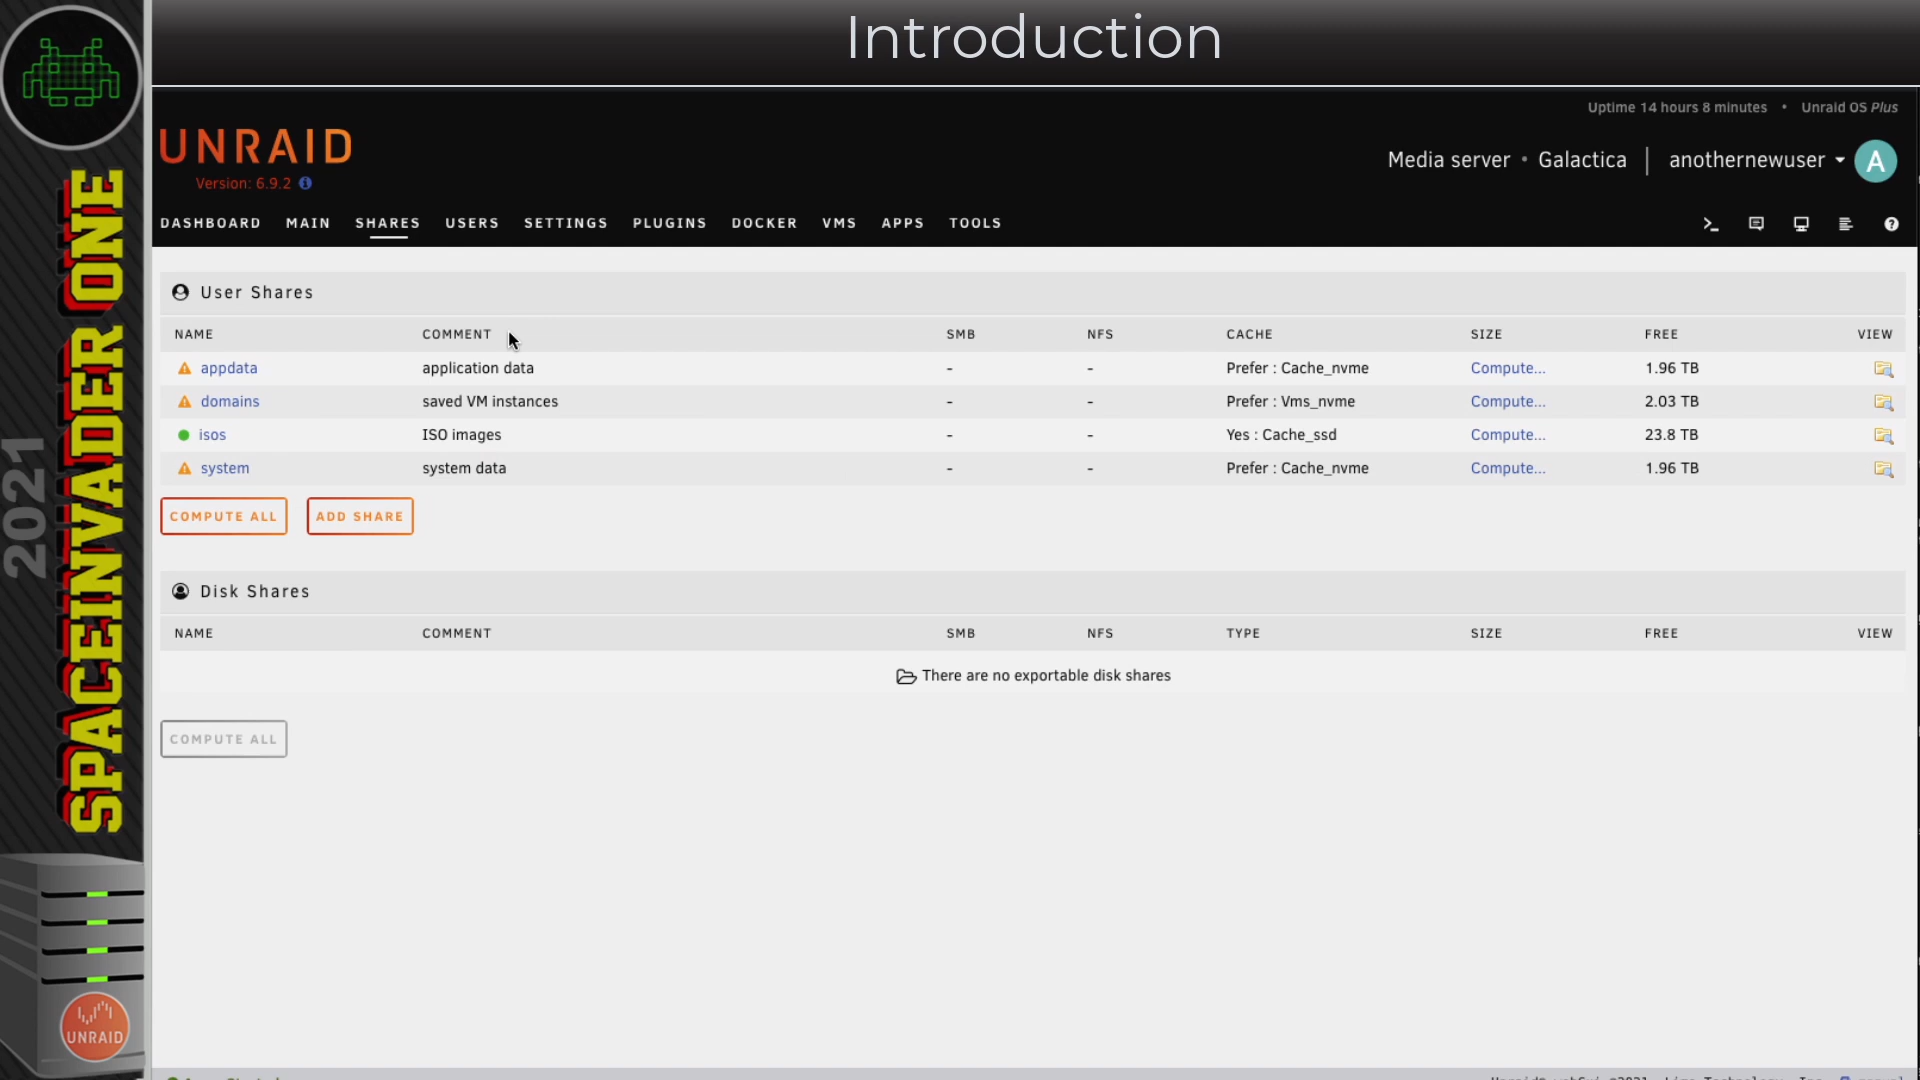 Introduction
Uptime 14 hours 8 minutes • Unraid OS Plus
UNRAID
Version: 6.9.2
Media server • Galactica | anothernewuser A
DASHBOARD MAIN SHARES USERS SETTINGS PLUGINS DOCKER VMS APPS TOOLS
User Shares
NAME COMMENT SMB NFS CACHE SIZE FREE VIEW
appdata application data - - Prefer : Cache_nvme Compute... 1.96 TB
domains saved VM instances - - Prefer : Vms_nvme Compute... 2.03 TB
isos ISO images - - Yes : Cache_ssd Compute... 23.8 TB
system system data - - Prefer : Cache_nvme Compute... 1.96 TB
COMPUTE ALL ADD SHARE
Disk Shares
NAME COMMENT SMB NFS TYPE SIZE FREE VIEW
There are no exportable disk shares
COMPUTE ALL
2021
SPACEINVADER ONE
UNRAID